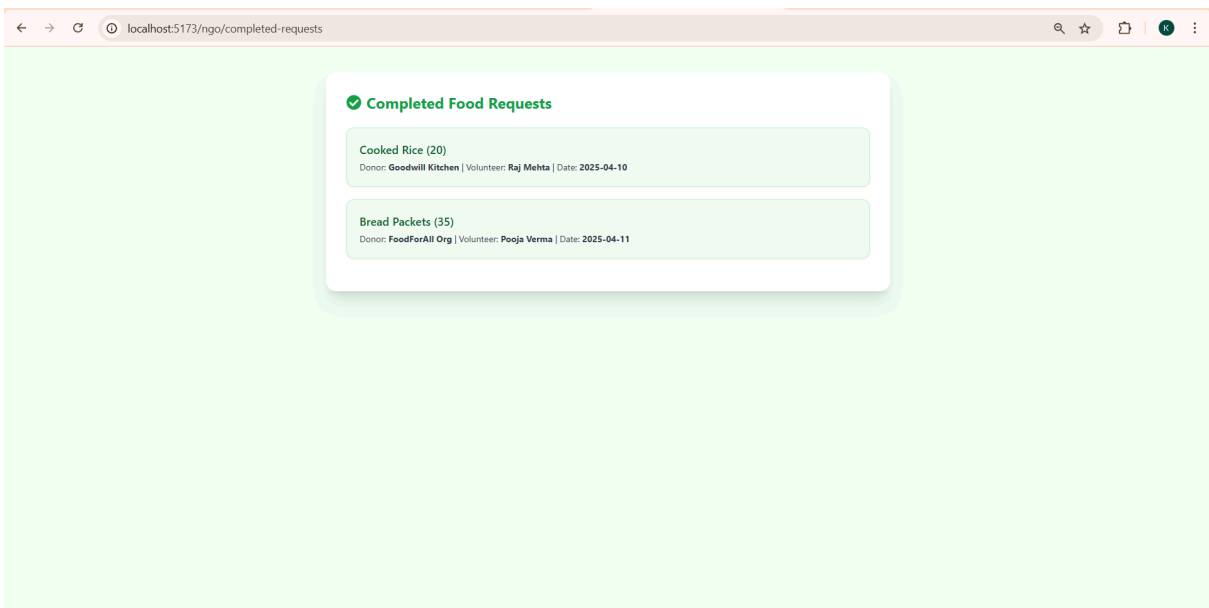 localhost:5173/ngo/completed-requests
K
Completed Food Requests
Cooked Rice (20)
Donor: Goodwill Kitchen | Volunteer: Raj Mehta | Date: 2025-04-10
Bread Packets (35)
Donor: FoodForAll Org | Volunteer: Pooja Verma | Date: 2025-04-11